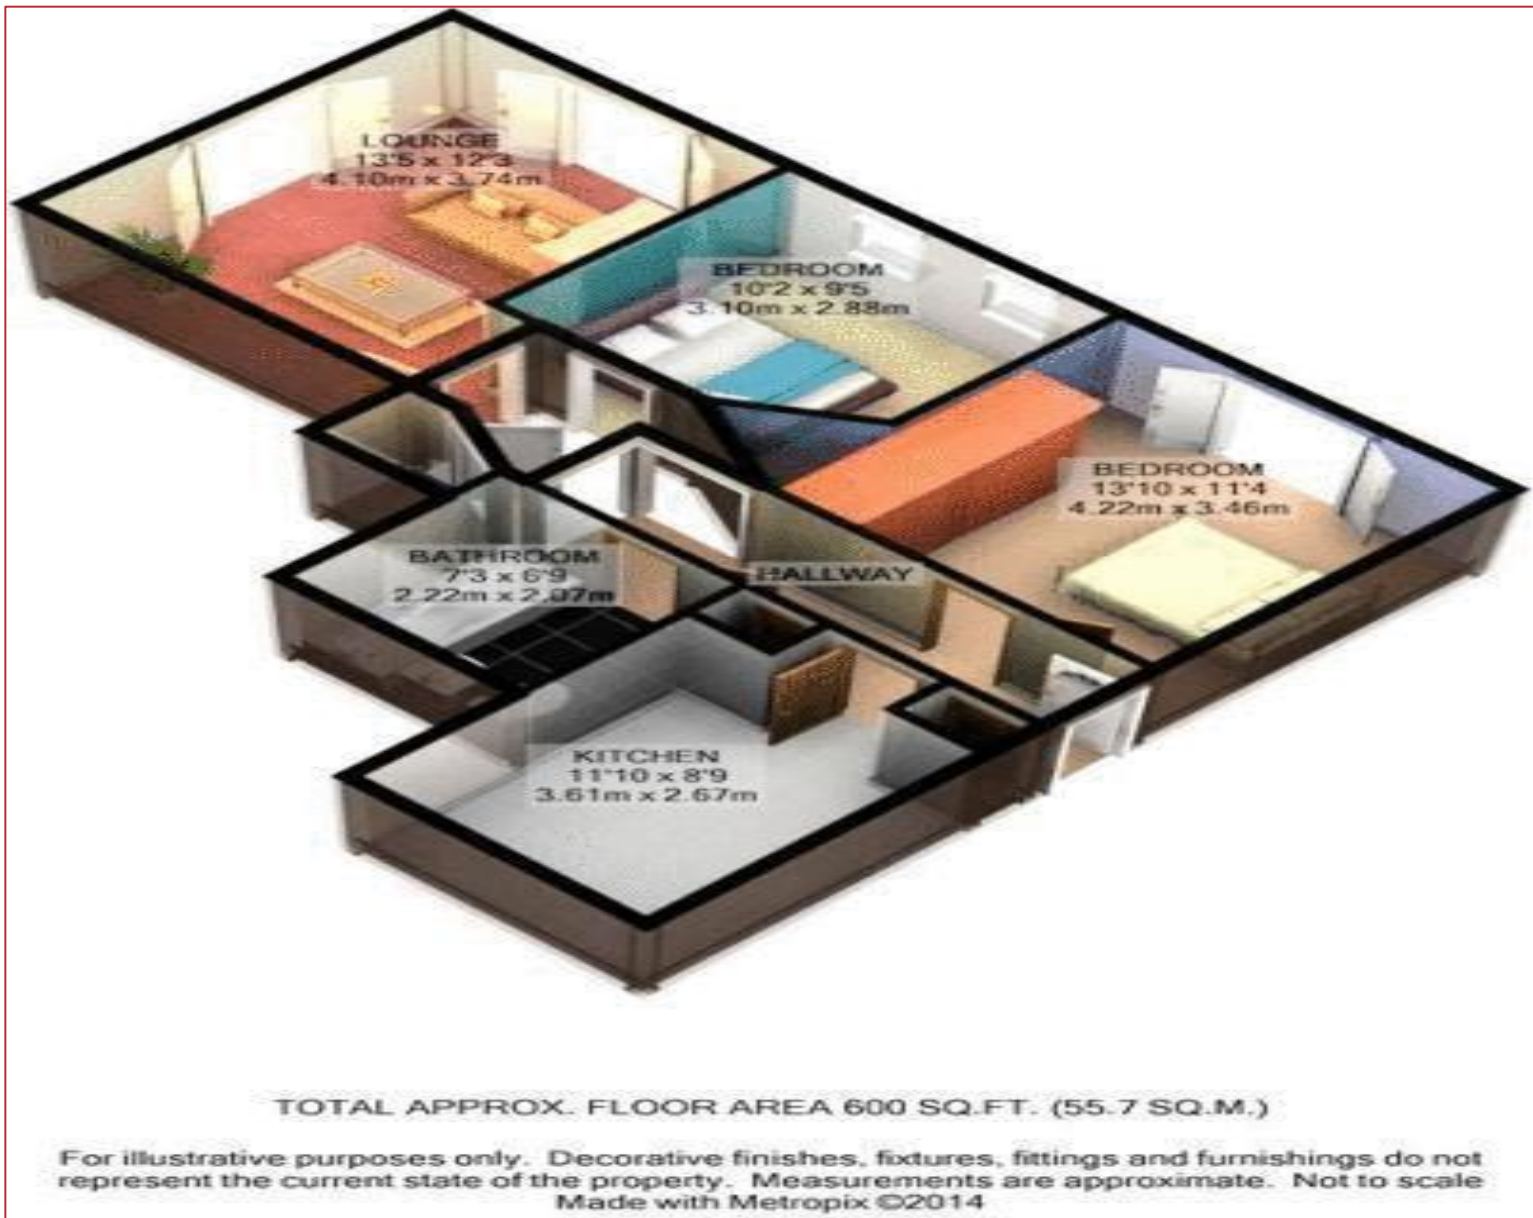 LOUNGE
13'5 x 12'3
4.10m x 3.74m
BEDROOM
10'2 x 9'5
3.10m x 2.88m
BEDROOM
13'10 x 11'4
4.22m x 3.46m
BATHROOM
7'3 x 6'9
2.22m x 2.07m
HALLWAY
KITCHEN
11'10 x 8'9
3.61m x 2.67m
TOTAL APPROX. FLOOR AREA 600 SQ.FT. (55.7 SQ.M.)
For illustrative purposes only. Decorative finishes, fixtures, fittings and furnishings do not
represent the current state of the property. Measurements are approximate. Not to scale
Made with Metropix ©2014